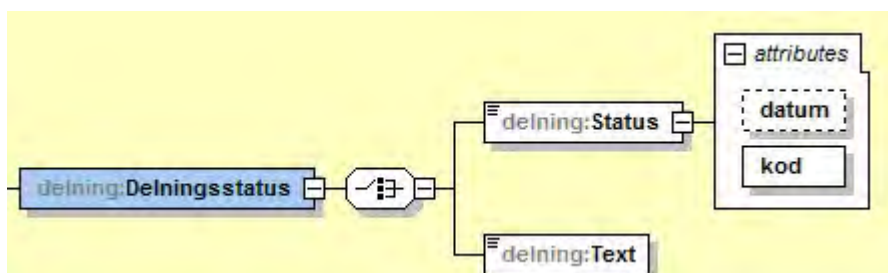 attributes
datum
delning:Status
kod
delning:Delningsstatus
delning:Text